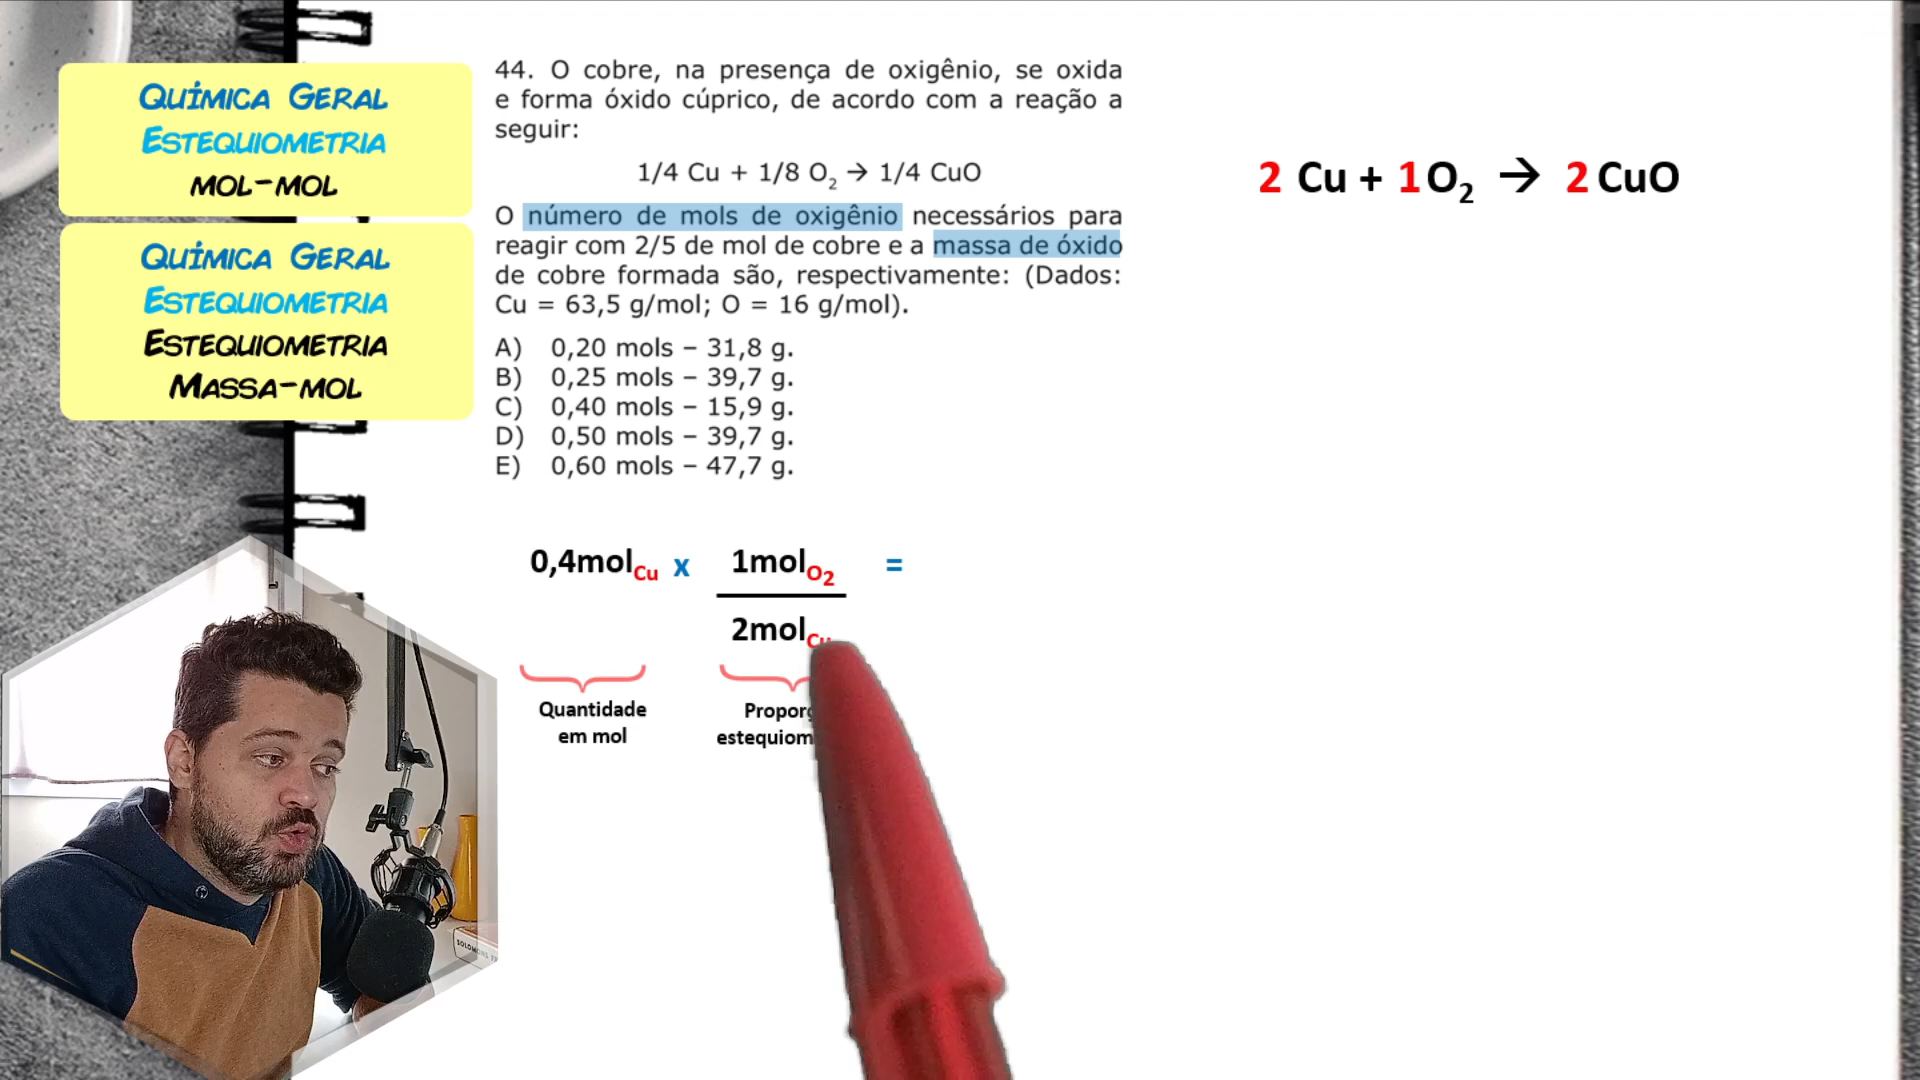 Química Geral
Estequiometria
mol-mol
Química Geral
Estequiometria
Estequiometria
Massa-mol
44. O cobre, na presença de oxigênio, se oxida
e forma óxido cúprico, de acordo com a reação a
seguir:
1/4 Cu + 1/8 O₂ → 1/4 CuO
O número de mols de oxigênio necessários para
reagir com 2/5 de mol de cobre e a massa de óxido
de cobre formada são, respectivamente: (Dados:
Cu = 63,5 g/mol; O = 16 g/mol).
A) 0,20 mols – 31,8 g.
B) 0,25 mols – 39,7 g.
C) 0,40 mols – 15,9 g.
D) 0,50 mols – 39,7 g.
E) 0,60 mols – 47,7 g.
2 Cu + 1 O₂ → 2 CuO
0,4mol Cu x 1mol O₂ =
2mol Cu
Quantidade
em mol